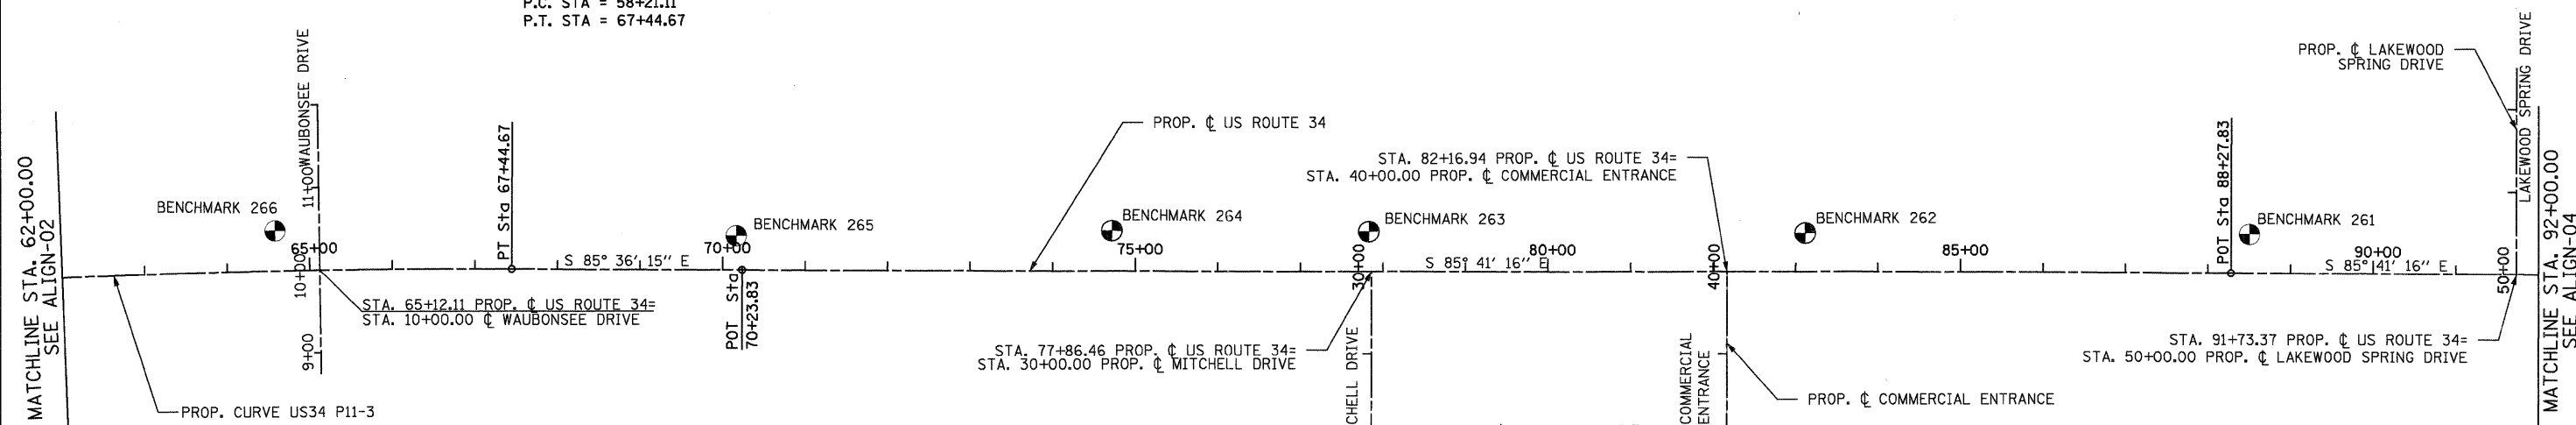 P.C. STA = 58+21.11
P.T. STA = 67+44.67
MATCHLINE STA. 62+00.00
SEE ALIGN-02
BENCHMARK 266
WAUBONSEE DRIVE
11+00
10+00
9+00
65+00
PT Sta 67+44.67
S 85° 36' 15" E
STA. 65+12.11 PROP. ℄ US ROUTE 34=
STA. 10+00.00 ℄ WAUBONSEE DRIVE
PROP. CURVE US34 P11-3
70+00
BENCHMARK 265
POT Sta
70+23.83
PROP. ℄ US ROUTE 34
BENCHMARK 264
75+00
BENCHMARK 263
30+00
S 85° 41' 16" E
80+00
STA. 77+86.46 PROP. ℄ US ROUTE 34=
STA. 30+00.00 PROP. ℄ MITCHELL DRIVE
CHELL DRIVE
STA. 82+16.94 PROP. ℄ US ROUTE 34=
STA. 40+00.00 PROP. ℄ COMMERCIAL ENTRANCE
40+00
COMMERCIAL
ENTRANCE
PROP. ℄ COMMERCIAL ENTRANCE
BENCHMARK 262
85+00
POT Sta 88+27.83
BENCHMARK 261
90+00
S 85° 41' 16" E
PROP. ℄ LAKEWOOD
SPRING DRIVE
LAKEWOOD SPRING DRIVE
50+00
STA. 91+73.37 PROP. ℄ US ROUTE 34=
STA. 50+00.00 PROP. ℄ LAKEWOOD SPRING DRIVE
MATCHLINE STA. 92+00.00
SEE ALIGN-04